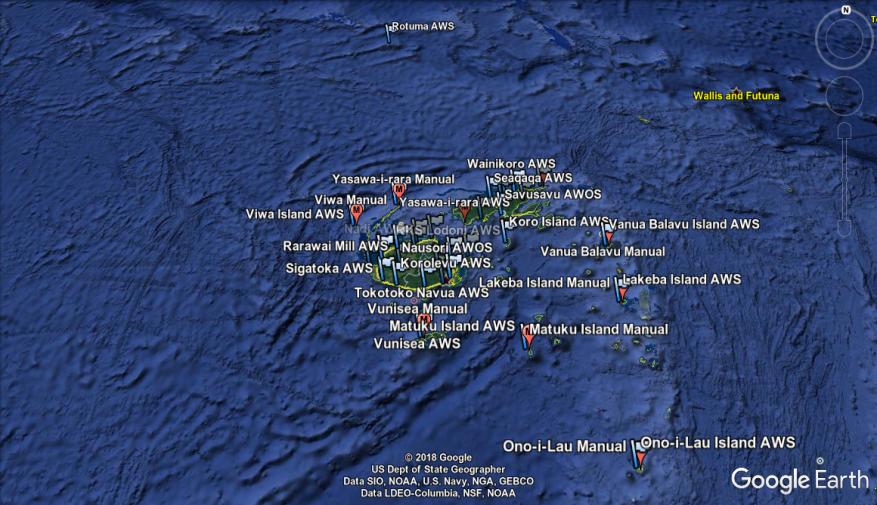 N
Rotuma AWS
Wallis and Futuna
Wainikoro AWS
Yasawa-i-rara Manual
Seaqaqa AWS
Viwa Manual
Yasawa-i-rara AWS
Savusavu AWOS
Viwa Island AWS
Koro Island AWS
Vanua Balavu Island AWS
Lodoni AWS
Rarawai Mill AWS
Nausori AWOS
Vanua Balavu Manual
Sigatoka AWS
Korolevu AWS
Lakeba Island Manual
Lakeba Island AWS
Tokotoko Navua AWS
Vunisea Manual
Matuku Island AWS
Matuku Island Manual
Vunisea AWS
Ono-i-Lau Manual
Ono-i-Lau Island AWS
© 2018 Google
US Dept of State Geographer
Data SIO, NOAA, U.S. Navy, NGA, GEBCO
Data LDEO-Columbia, NSF, NOAA
Google Earth